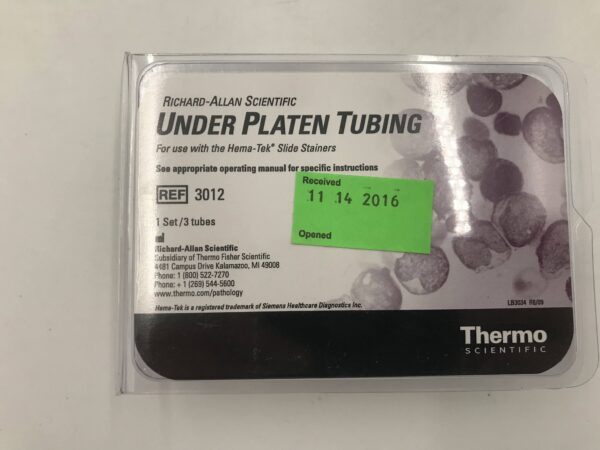 RICHARD-ALLAN SCIENTIFIC
UNDER PLATEN TUBING
For use with the Hema-Tek® Slide Stainers
See appropriate operating manual for specific instructions
REF 3012
Received
11 14 2016
Opened
1 Set/3 tubes
Richard-Allan Scientific
Subsidiary of Thermo Fisher Scientific
4481 Campus Drive Kalamazoo, MI 49008
Phone: 1 (800) 522-7270
Phone: + 1 (269) 544-5600
www.thermo.com/pathology
Hema-Tek is a registered trademark of Siemens Healthcare Diagnostics Inc.
LB3034 R8/09
Thermo
SCIENTIFIC